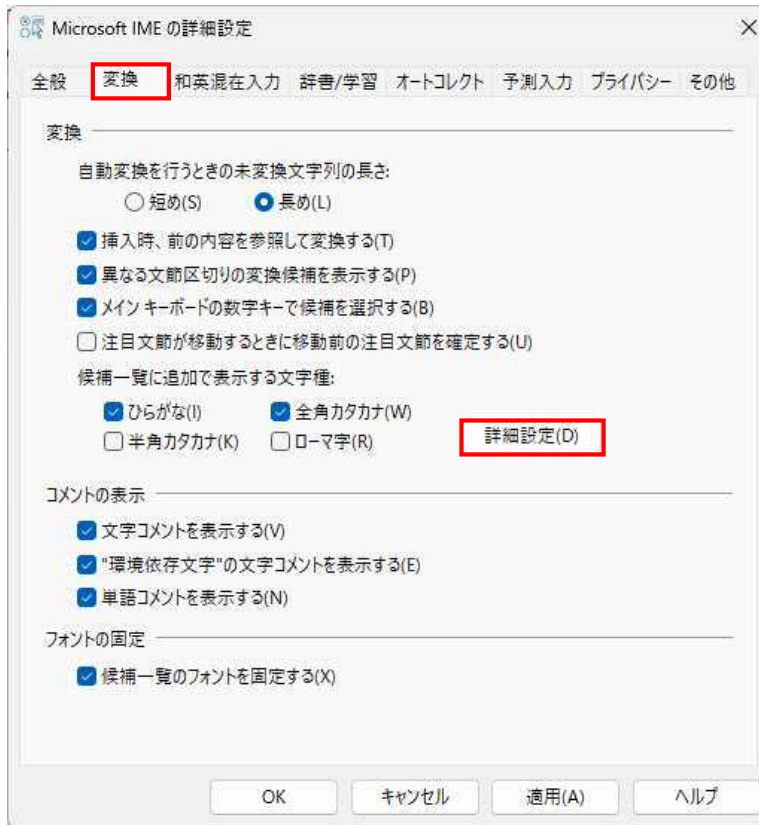 Microsoft IME の詳細設定
全般 変換 和英混在入力 辞書/学習 オートコレクト 予測入力 プライバシー その他
変換
自動変換を行うときの未変換文字列の長さ:
短め(S) 長め(L)
挿入時、前の内容を参照して変換する(T)
異なる文節区切りの変換候補を表示する(P)
メイン キーボードの数字キーで候補を選択する(B)
注目文節が移動するときに移動前の注目文節を確定する(U)
候補一覧に追加で表示する文字種:
ひらがな(I) 全角カタカナ(W)
半角カタカナ(K) ローマ字(R) 詳細設定(D)
コメントの表示
文字コメントを表示する(V)
"環境依存文字"の文字コメントを表示する(E)
単語コメントを表示する(N)
フォントの固定
候補一覧のフォントを固定する(X)
OK キャンセル 適用(A) ヘルプ